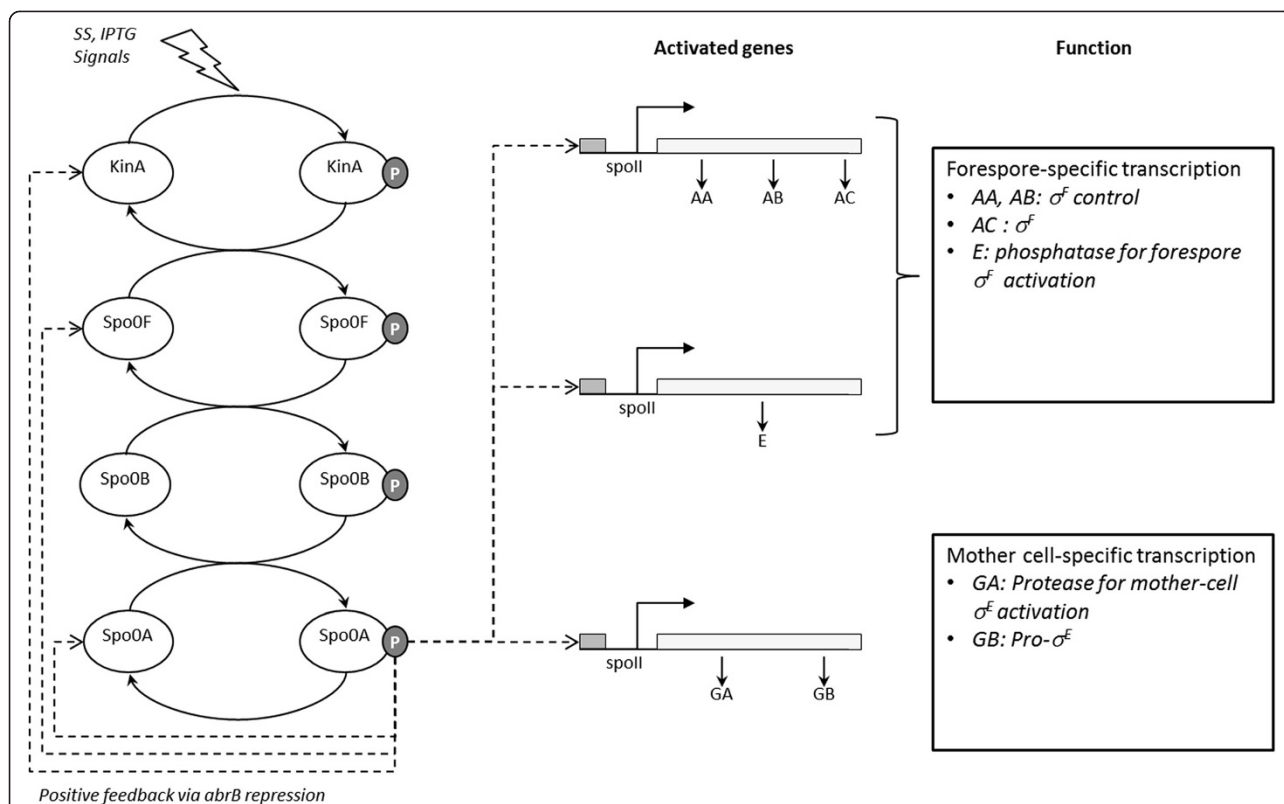 SS, IPTG
Signals
Activated genes
Function
KinA
KinA
P
Spo0F
Spo0F
P
Spo0B
Spo0B
P
Spo0A
Spo0A
P
Positive feedback via abrB repression
spoII
AA
AB
AC
spoII
E
spoII
GA
GB
Forespore-specific transcription
• AA, AB: σF control
• AC : σF
• E: phosphatase for forespore
σF activation
Mother cell-specific transcription
• GA: Protease for mother-cell
σE activation
• GB: Pro-σE